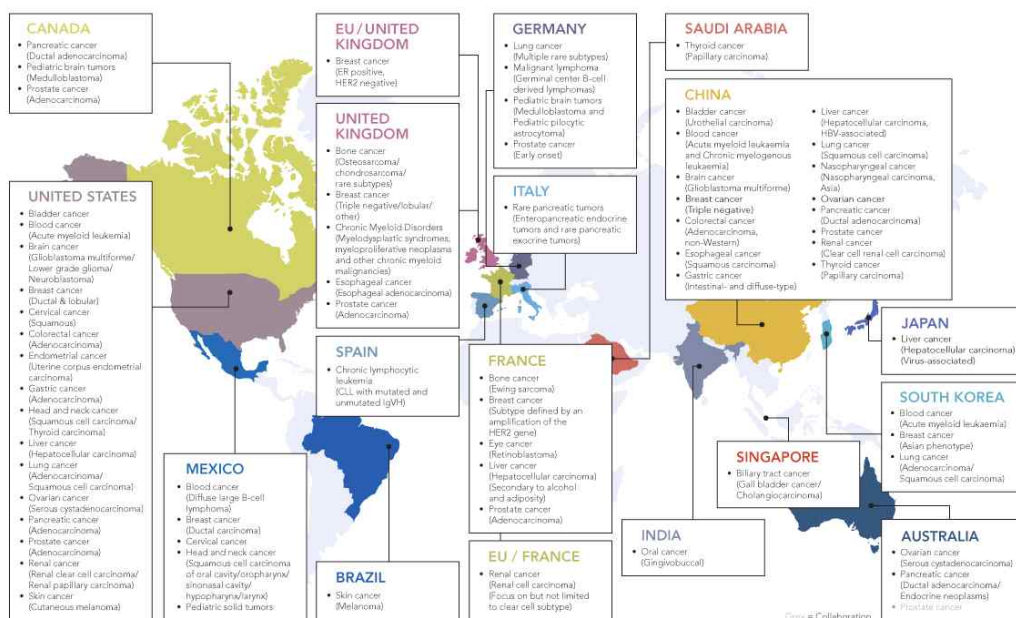 CANADA
• Pancreatic cancer
(Ductal adenocarcinoma)
• Pediatric brain tumors
(Medulloblastoma)
• Prostate cancer
(Adenocarcinoma)
UNITED STATES
• Bladder cancer
• Blood cancer
(Acute myeloid leukemia)
• Brain cancer
(Glioblastoma multiforme/
Lower grade glioma/
Neuroblastoma)
• Breast cancer
(Ductal & lobular)
• Cervical cancer
(Squamous)
• Colorectal cancer
(Adenocarcinoma)
• Endometrial cancer
(Uterine corpus endometrial
carcinoma)
• Gastric cancer
(Adenocarcinoma)
• Head and neck cancer
(Squamous cell carcinoma/
Thyroid carcinoma)
• Liver cancer
(Hepatocellular carcinoma)
• Lung cancer
(Adenocarcinoma/
Squamous cell carcinoma)
• Ovarian cancer
(Serous cystadenocarcinoma)
• Pancreatic cancer
(Adenocarcinoma)
• Prostate cancer
(Adenocarcinoma)
• Renal cancer
(Renal clear cell carcinoma/
Renal papillary carcinoma)
• Skin cancer
(Cutaneous melanoma)
MEXICO
• Blood cancer
(Diffuse large B-cell
lymphoma)
• Breast cancer
(Ductal carcinoma)
• Cervical cancer
• Head and neck cancer
(Squamous cell carcinoma
of oral cavity/oropharynx/
sinonasal cavity/
hypopharynx/larynx)
• Pediatric solid tumors
EU / UNITED
KINGDOM
• Breast cancer
(ER positive,
HER2 negative)
UNITED
KINGDOM
• Bone cancer
(Osteosarcoma/
chondrosarcoma/
rare subtypes)
• Breast cancer
(Triple negative/lobular/
other)
• Chronic Myeloid Disorders
(Myelodysplastic syndromes,
myeloproliferative neoplasms
and other chronic myeloid
malignancies)
• Esophageal cancer
(Esophageal adenocarcinoma)
• Prostate cancer
(Adenocarcinoma)
SPAIN
• Chronic lymphocytic
leukemia
(CLL with mutated and
unmutated IgVH)
BRAZIL
• Skin cancer
(Melanoma)
GERMANY
• Lung cancer
(Multiple rare subtypes)
• Malignant lymphoma
(Germinal center B-cell
derived lymphomas)
• Pediatric brain tumors
(Medulloblastoma and
Pediatric pilocytic
astrocytoma)
• Prostate cancer
(Early onset)
ITALY
• Rare pancreatic tumors
(Enteropancreatic endocrine
tumors and rare pancreatic
exocrine tumors)
FRANCE
• Bone cancer
(Ewing sarcoma)
• Breast cancer
(Subtype defined by an
amplification of the
HER2 gene)
• Eye cancer
(Retinoblastoma)
• Liver cancer
(Hepatocellular carcinoma)
(Secondary to alcohol
and adiposity)
• Prostate cancer
(Adenocarcinoma)
EU / FRANCE
• Renal cancer
(Renal cell carcinoma)
(Focus on but not limited
to clear cell subtype)
SAUDI ARABIA
• Thyroid cancer
(Papillary carcinoma)
CHINA
• Bladder cancer
(Urothelial carcinoma)
• Blood cancer
(Acute myeloid leukaemia
and Chronic myelogenous
leukaemia)
• Brain cancer
(Glioblastoma multiforme)
• Breast cancer
(Triple negative)
• Colorectal cancer
(Adenocarcinoma,
non-Western)
• Esophageal cancer
(Squamous carcinoma)
• Gastric cancer
(Intestinal- and diffuse-type)
• Liver cancer
(Hepatocellular carcinoma,
HBV-associated)
• Lung cancer
(Squamous cell carcinoma)
• Nasopharyngeal cancer
(Nasopharyngeal carcinoma,
Asia)
• Ovarian cancer
• Pancreatic cancer
(Ductal adenocarcinoma)
• Prostate cancer
• Renal cancer
(Clear cell renal cell carcinoma)
• Thyroid cancer
(Papillary carcinoma)
JAPAN
• Liver cancer
(Hepatocellular carcinoma)
(Virus-associated)
SOUTH KOREA
• Blood cancer
(Acute myeloid leukaemia)
• Breast cancer
(Asian phenotype)
• Lung cancer
(Adenocarcinoma/
Squamous cell carcinoma)
SINGAPORE
• Biliary tract cancer
(Gall bladder cancer/
Cholangiocarcinoma)
INDIA
• Oral cancer
(Gingivobuccal)
AUSTRALIA
• Ovarian cancer
(Serous cystadenocarcinoma)
• Pancreatic cancer
(Ductal adenocarcinoma/
Endocrine neoplasms)
• Prostate cancer
Grey = Collaboration